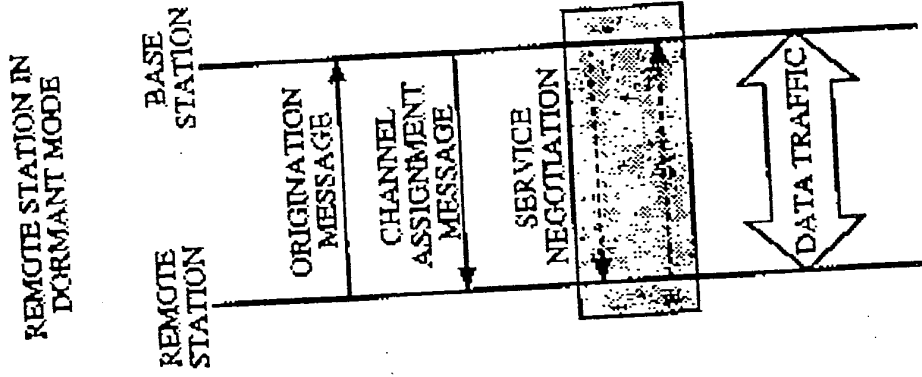 REMOTE STATION IN
DORMANT MODE
REMOTE
STATION
BASE
STATION
ORIGINATION
MESSAGE
CHANNEL
ASSIGNMENT
MESSAGE
SERVICE
NEGOTIATION
DATA TRAFFIC